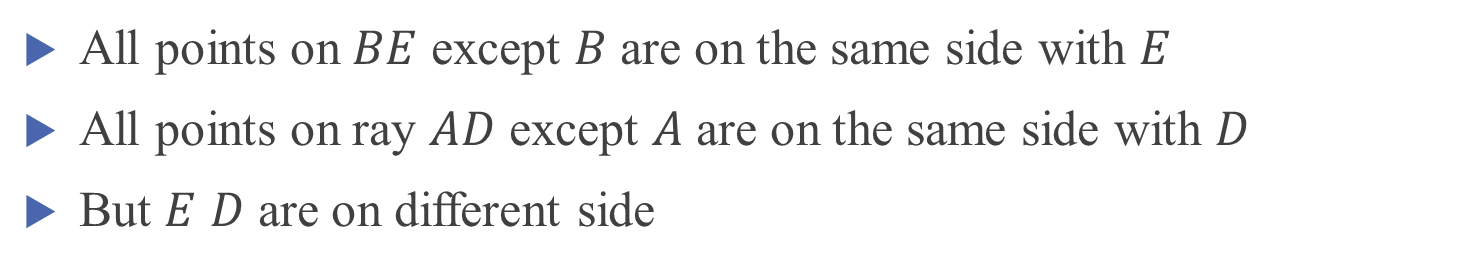 All points on BE except B are on the same side with E
All points on ray AD except A are on the same side with D
But E D are on different side